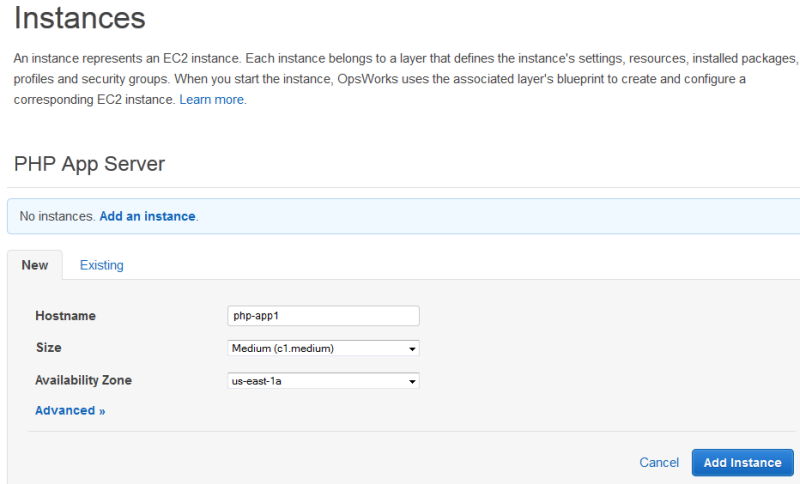 Instances
An instance represents an EC2 instance. Each instance belongs to a layer that defines the instance's settings, resources, installed packages,
profiles and security groups. When you start the instance, OpsWorks uses the associated layer's blueprint to create and configure a
corresponding EC2 instance. Learn more.
PHP App Server
No instances. Add an instance.
New Existing
Hostname php-app1
Size Medium (c1.medium)
Availability Zone us-east-1a
Advanced »
Cancel Add Instance